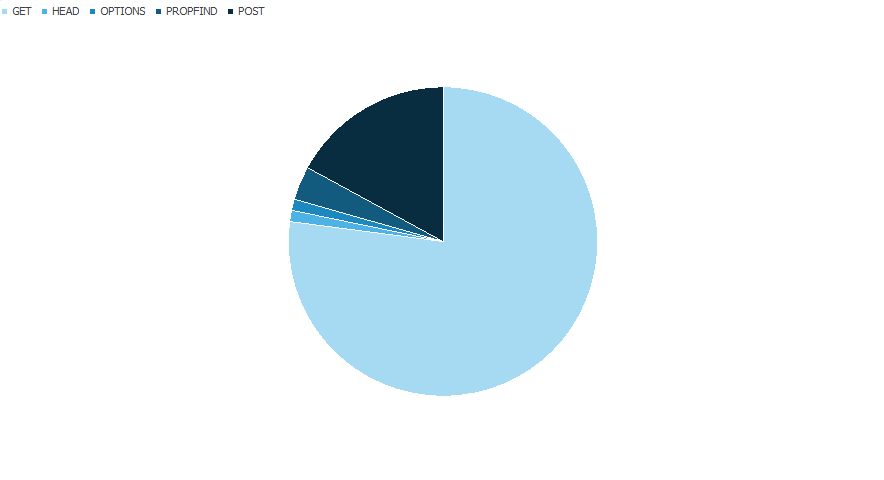 GET HEAD OPTIONS PROPFIND POST